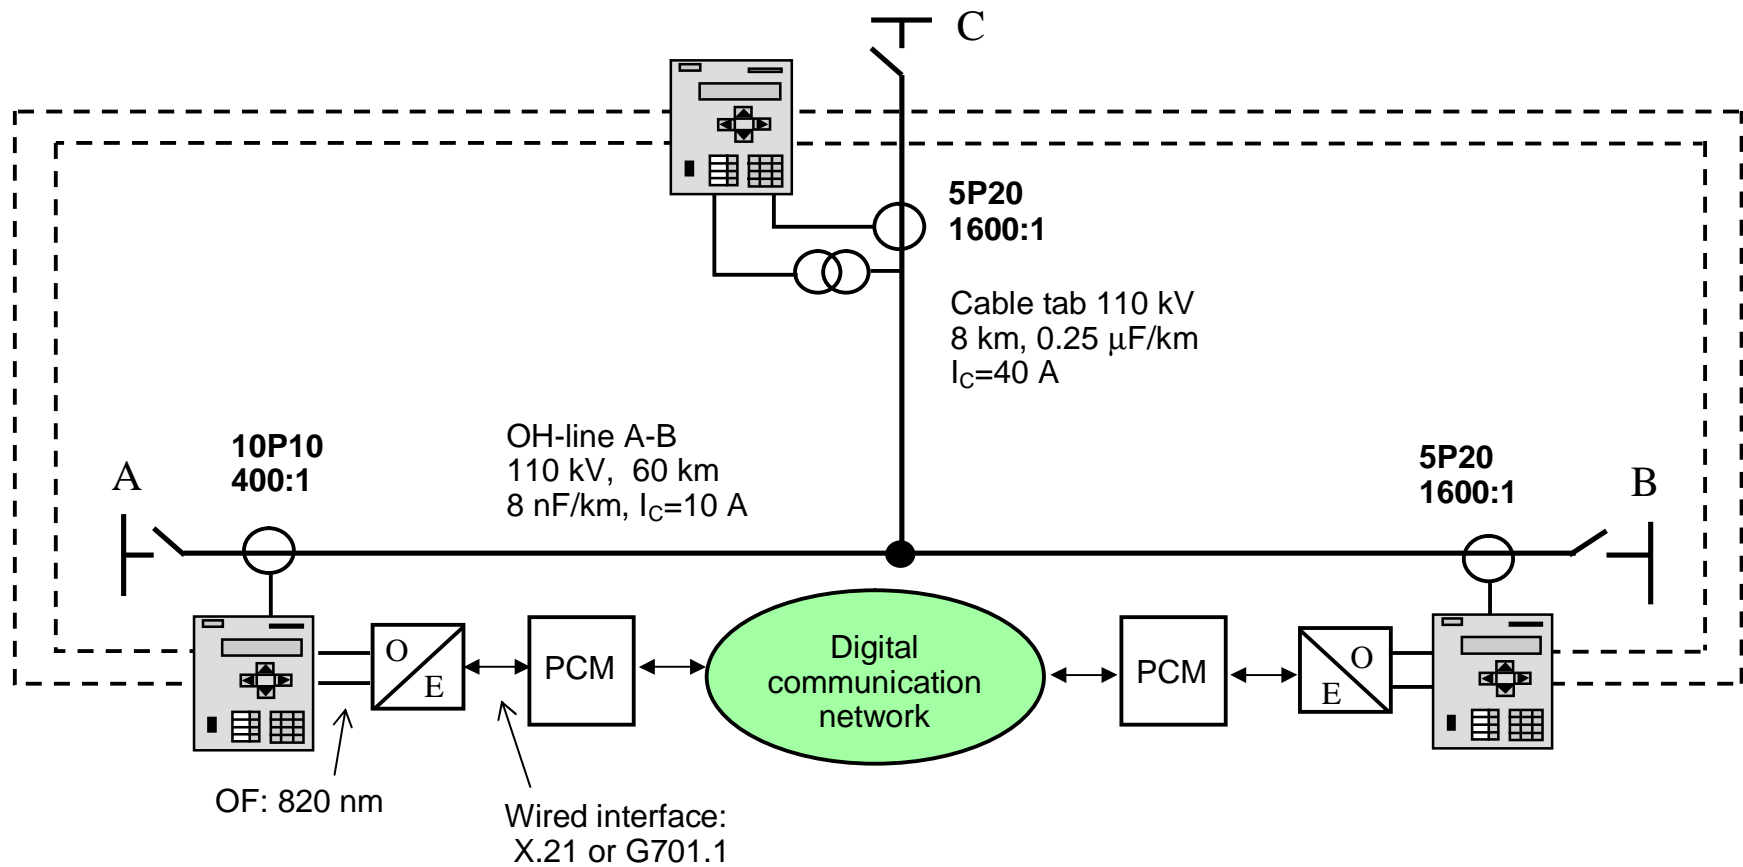 C
5P20
1600:1
Cable tab 110 kV
8 km, 0.25 μF/km
I_C=40 A
A
10P10
400:1
OH-line A-B
110 kV, 60 km
8 nF/km, I_C=10 A
5P20
1600:1
B
O
E
PCM
Digital
communication
network
PCM
O
E
OF: 820 nm
Wired interface:
X.21 or G701.1